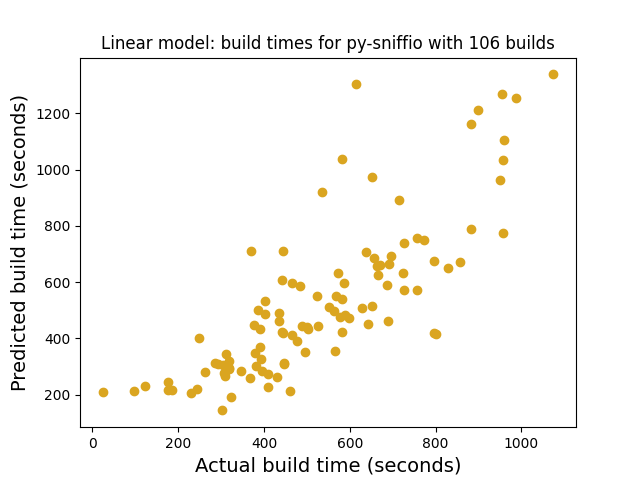 Linear model: build times for py-sniffio with 106 builds
Predicted build time (seconds)
1200
1000
800
600
400
200
0 200 400 600 800 1000
Actual build time (seconds)